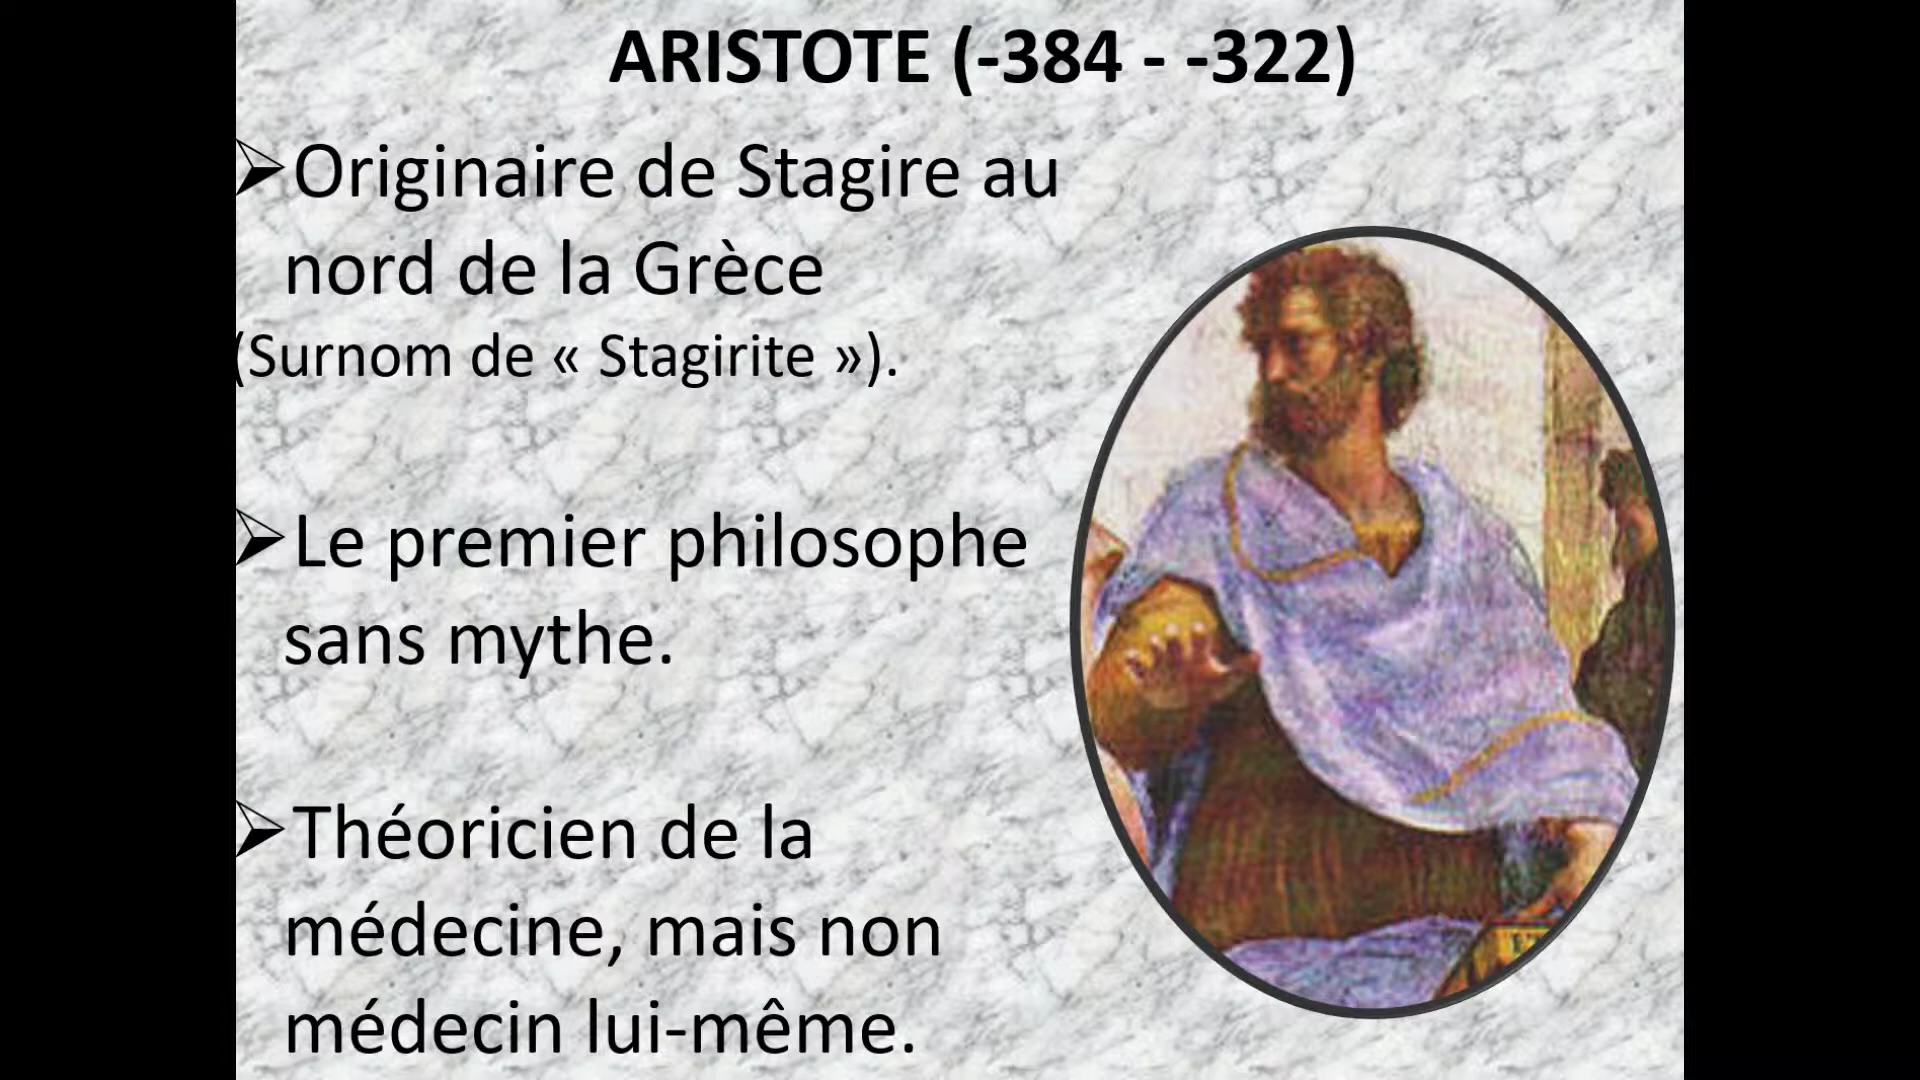 ARISTOTE (-384 - -322)
➢Originaire de Stagire au
nord de la Grèce
(Surnom de « Stagirite »).
➢Le premier philosophe
sans mythe.
➢Théoricien de la
médecine, mais non
médecin lui-même.